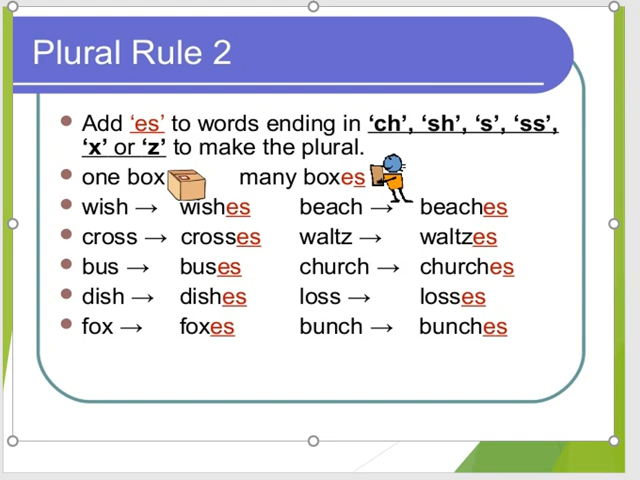 Plural Rule 2
Add ‘es’ to words ending in ‘ch’, ‘sh’, ‘s’, ‘ss’,
‘x’ or ‘z’ to make the plural.
one box many boxes
wish → wishes beach → beaches
cross → crosses waltz → waltzes
bus → buses church → churches
dish → dishes loss → losses
fox → foxes bunch → bunches